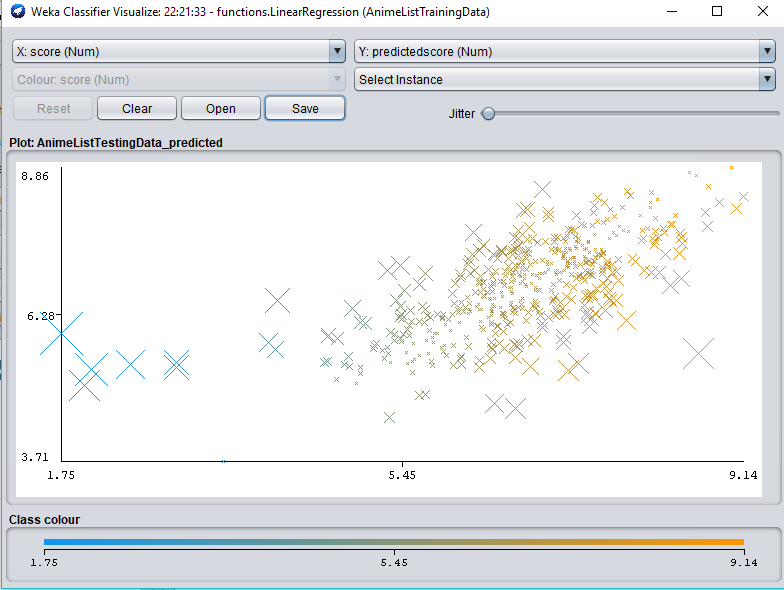 Weka Classifier Visualize: 22:21:33 - functions.LinearRegression (AnimeListTrainingData)
X: score (Num)
Y: predictedscore (Num)
Colour: score (Num)
Select Instance
Reset
Clear
Open
Save
Jitter
Plot: AnimeListTestingData_predicted
8.86
6.28
3.71
1.75
5.45
9.14
Class colour
1.75
5.45
9.14